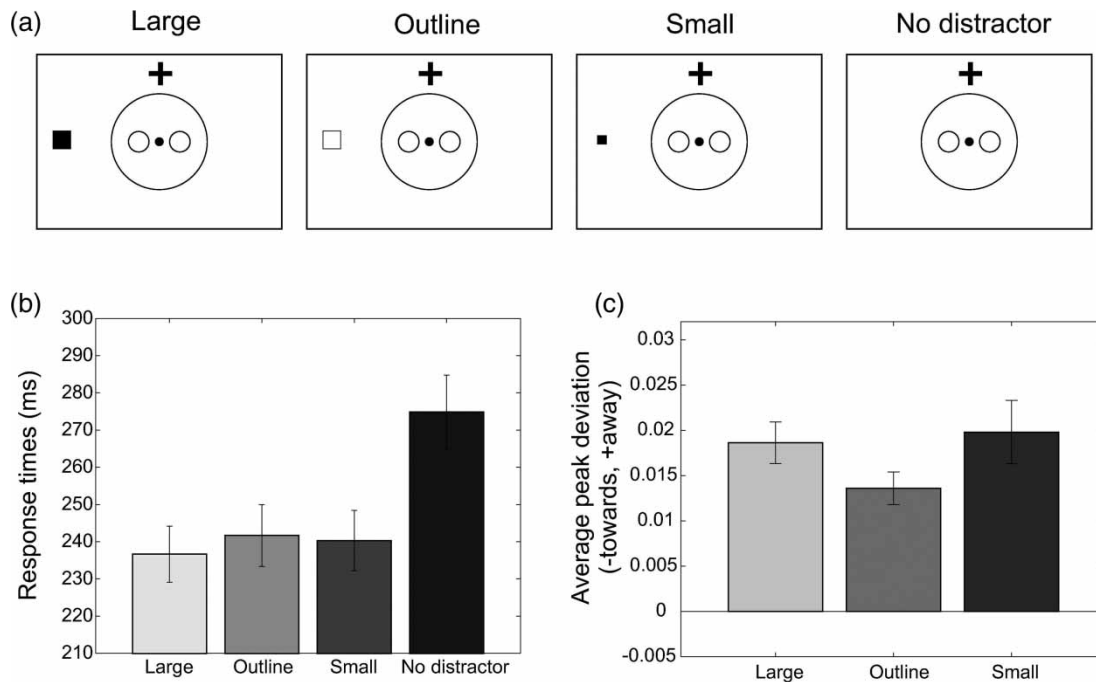 (a)
Large
Outline
Small
No distractor
(b)
Response times (ms)
300
290
280
270
260
250
240
230
220
210
Large
Outline
Small
No distractor
(c)
Average peak deviation
(-towards, +away)
0.03
0.025
0.02
0.015
0.01
0.005
0
-0.005
Large
Outline
Small